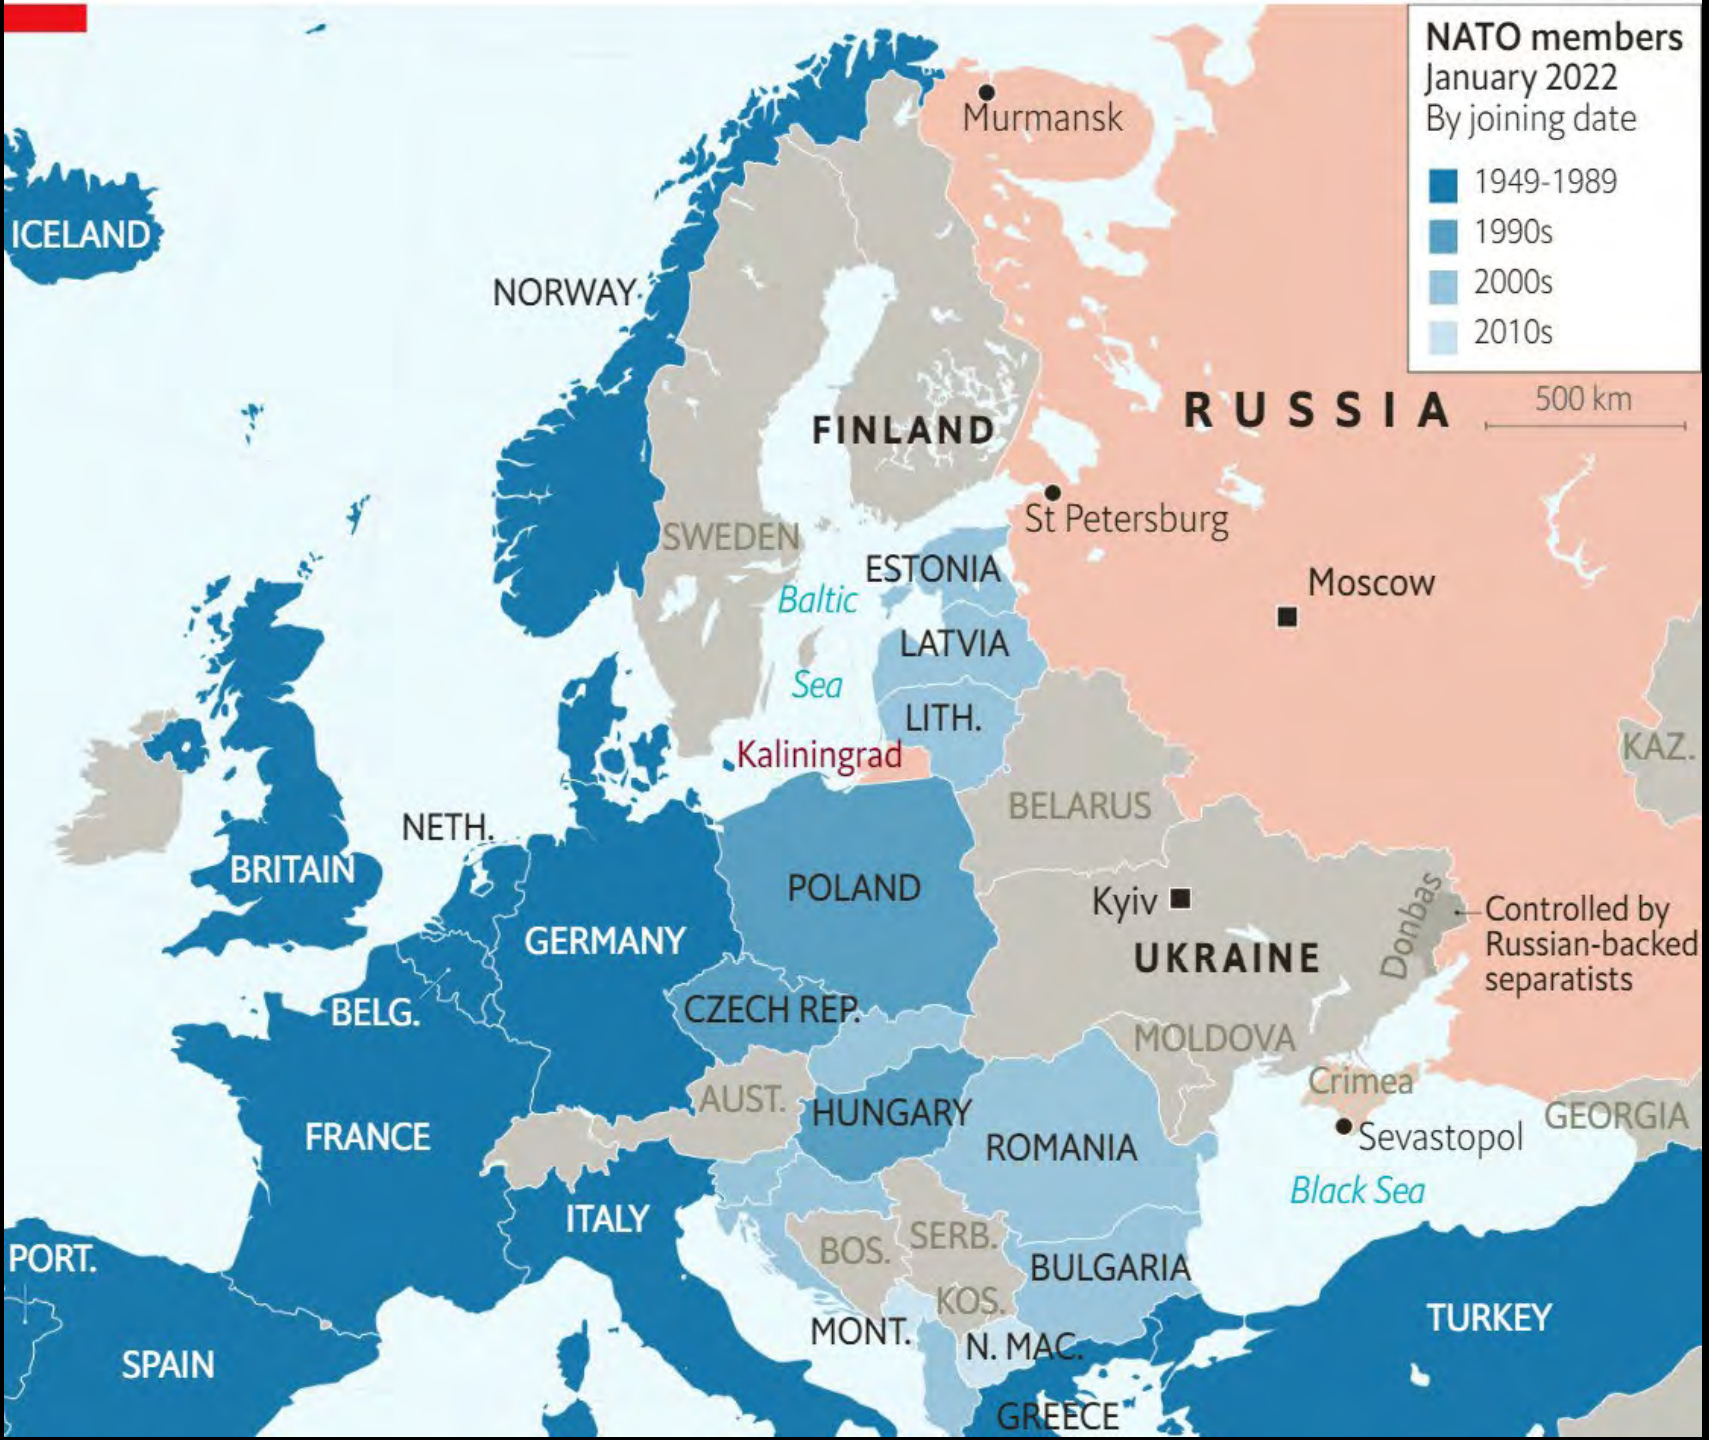 NATO members
January 2022
By joining date
1949-1989
1990s
2000s
2010s
500 km
Murmansk
ICELAND
NORWAY
RUSSIA
FINLAND
St Petersburg
SWEDEN
ESTONIA
Moscow
Baltic
Sea
LATVIA
LITH.
Kaliningrad
KAZ.
BELARUS
NETH.
BRITAIN
POLAND
Kyiv
Donbas
Controlled by
Russian-backed
separatists
GERMANY
UKRAINE
BELG.
CZECH REP.
MOLDOVA
Crimea
AUST.
HUNGARY
GEORGIA
FRANCE
ROMANIA
Sevastopol
Black Sea
ITALY
SERB.
BOS.
PORT.
BULGARIA
KOS.
MONT.
N. MAC.
TURKEY
SPAIN
GREECE